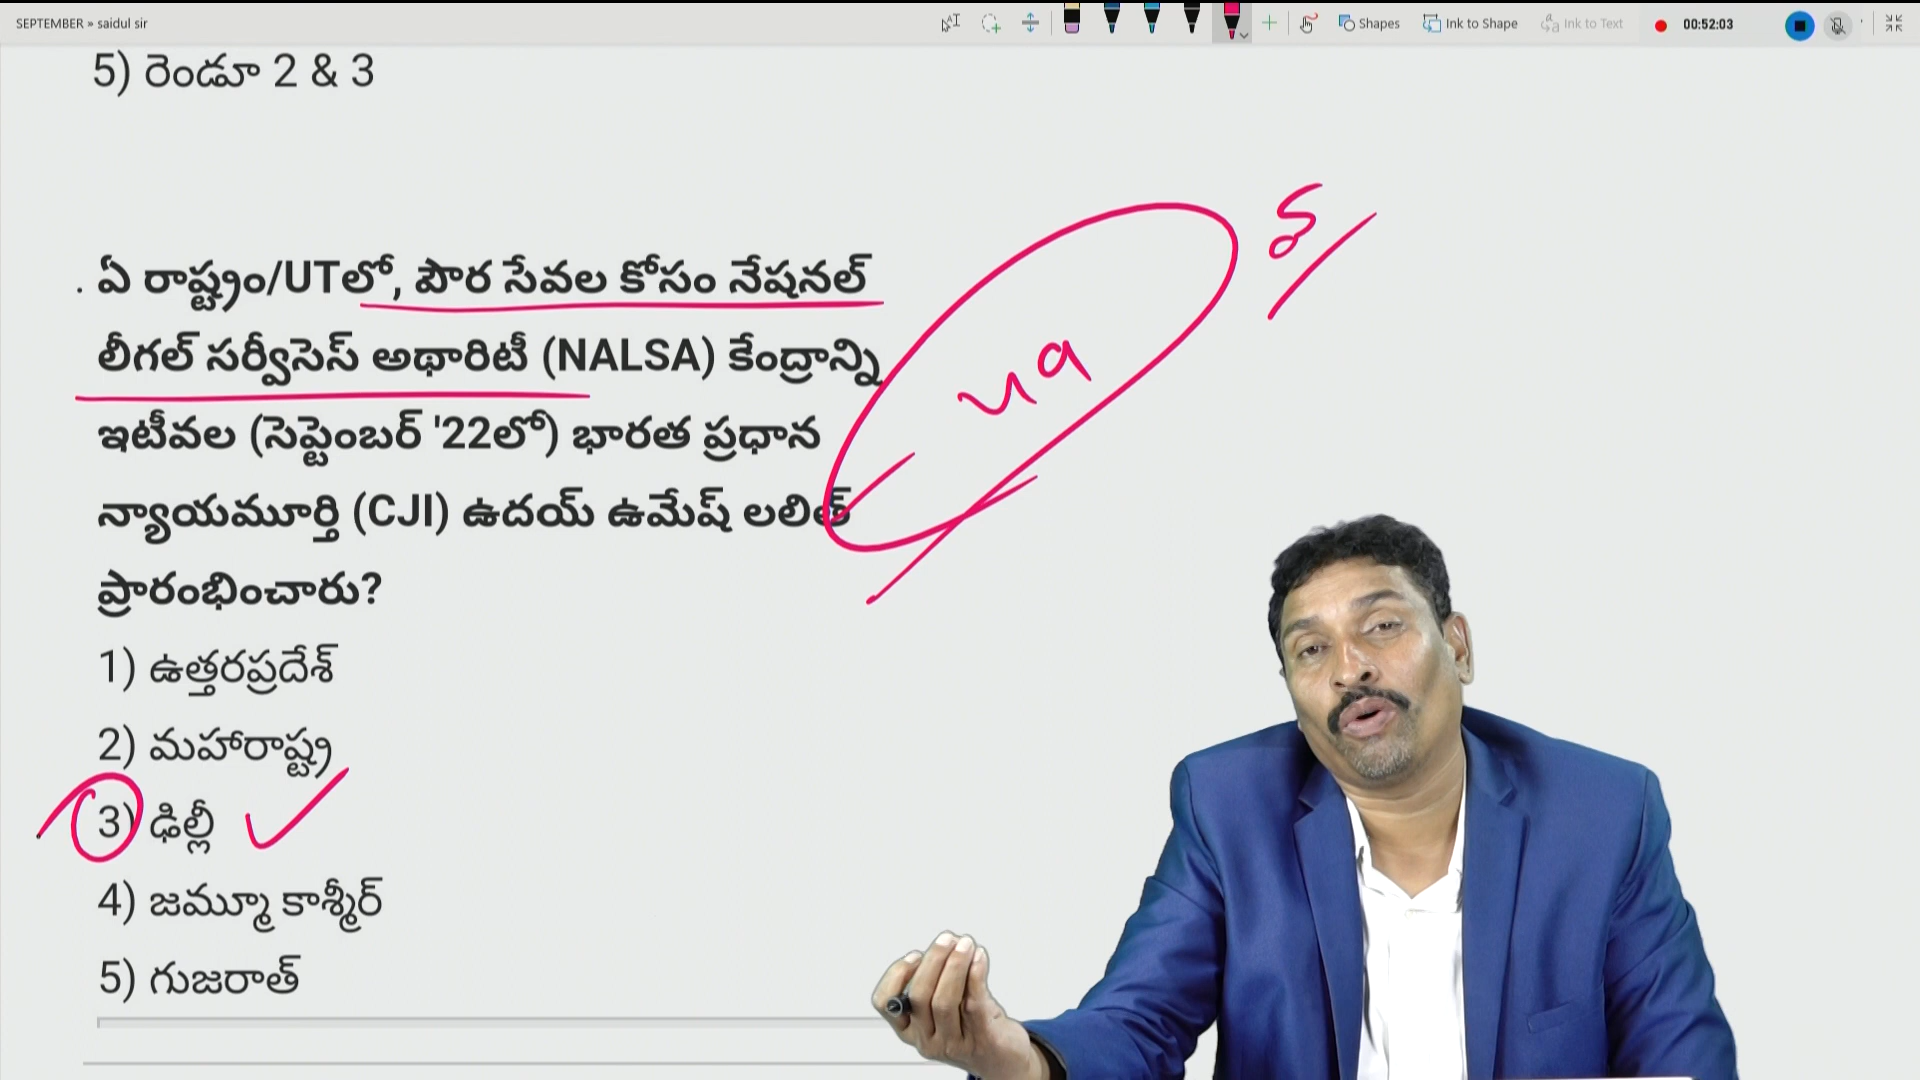 SEPTEMBER » saidul sir
Shapes
Ink to Shape
Ink to Text
00:52:03
5) రెండూ 2 & 3
. ఏ రాష్ట్రం/UTలో, పౌర సేవల కోసం నేషనల్
లీగల్ సర్వీసెస్ అథారిటీ (NALSA) కేంద్రాన్ని
ఇటీవల (సెప్టెంబర్ '22లో) భారత ప్రధాన
న్యాయమూర్తి (CJI) ఉదయ్ ఉమేష్ లలిత్
ప్రారంభించారు?
1) ఉత్తరప్రదేశ్
2) మహారాష్ట్ర
3) ఢిల్లీ
4) జమ్మూ కాశ్మీర్
5) గుజరాత్
49